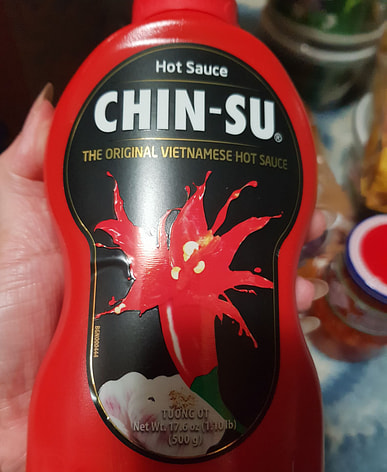 Hot Sauce
CHIN-SU®
THE ORIGINAL VIETNAMESE HOT SAUCE
TƯƠNG ỚT
Net Wt. 17.6 oz (1.10 lb)
(500 g)